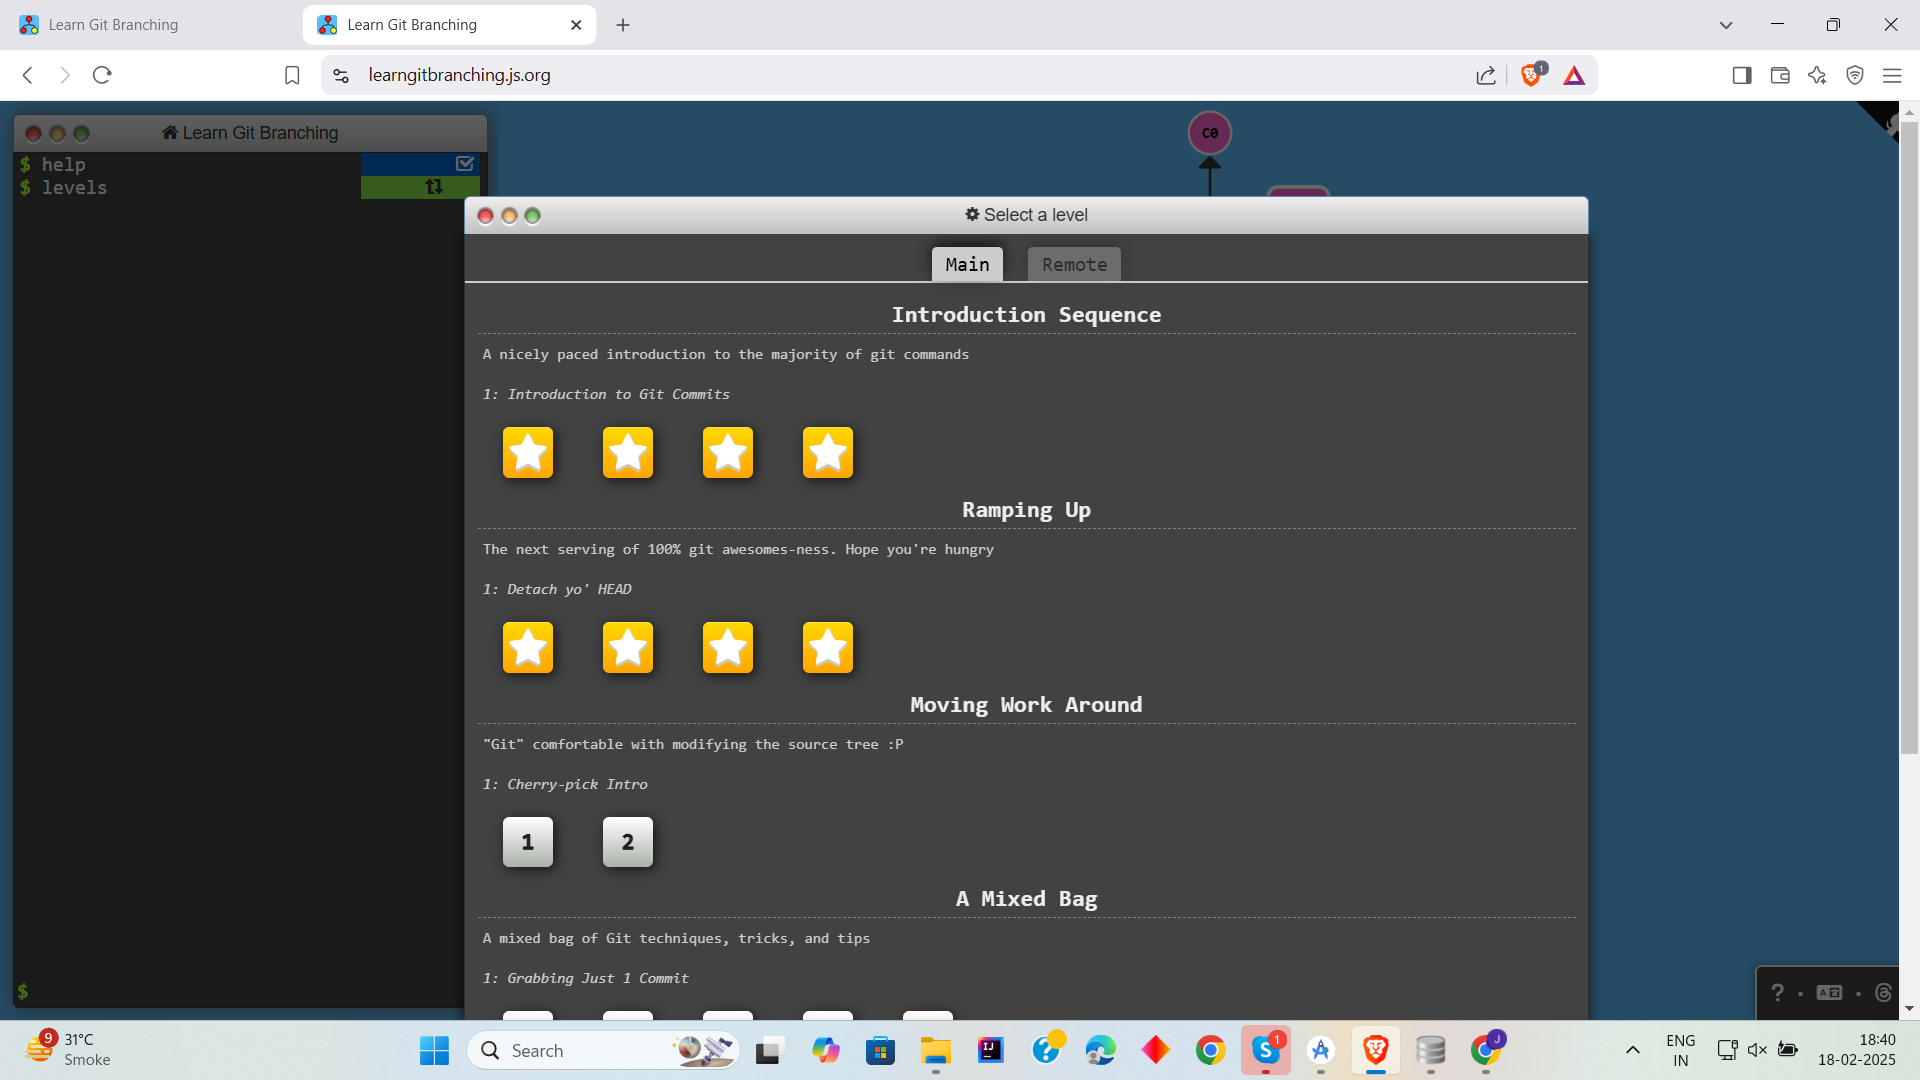 Learn Git Branching
Learn Git Branching
learngitbranching.js.org
1
Learn Git Branching
$ help
$ levels
$
C0
Select a level
Main Remote
Introduction Sequence
A nicely paced introduction to the majority of git commands
1: Introduction to Git Commits
Ramping Up
The next serving of 100% git awesomes-ness. Hope you're hungry
1: Detach yo' HEAD
Moving Work Around
"Git" comfortable with modifying the source tree :P
1: Cherry-pick Intro
1 2
A Mixed Bag
A mixed bag of Git techniques, tricks, and tips
1: Grabbing Just 1 Commit
?
9
31°C
Smoke
Search
IJ
?
S
1
J
ENG
IN
18:40
18-02-2025